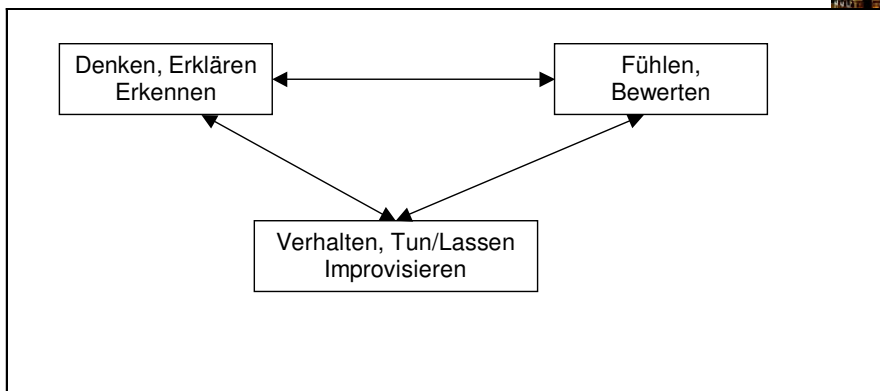 Denken, Erklären
Erkennen
Fühlen,
Bewerten
Verhalten, Tun/Lassen
Improvisieren